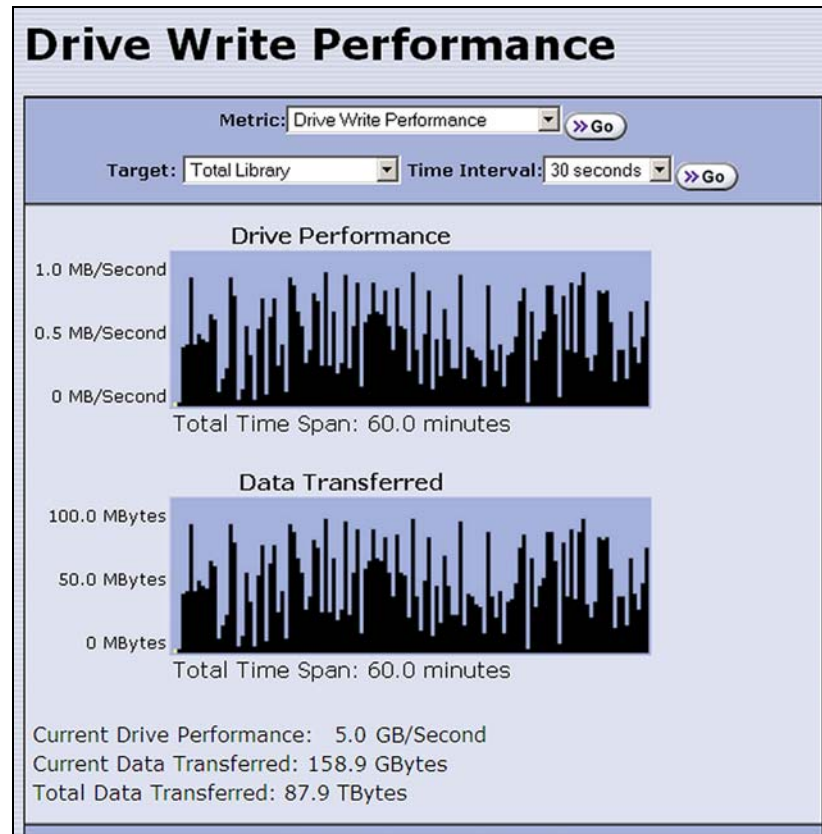 Drive Write Performance
Metric: Drive Write Performance >> Go
Target: Total Library Time Interval: 30 seconds >> Go
Drive Performance
1.0 MB/Second
0.5 MB/Second
0 MB/Second
Total Time Span: 60.0 minutes
Data Transferred
100.0 MBytes
50.0 MBytes
0 MBytes
Total Time Span: 60.0 minutes
Current Drive Performance: 5.0 GB/Second
Current Data Transferred: 158.9 GBytes
Total Data Transferred: 87.9 TBytes